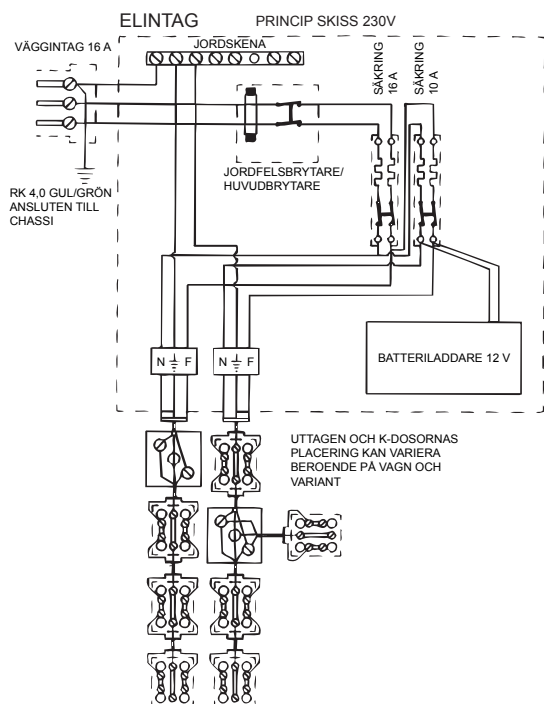 ELINTAG
PRINCIP SKISS 230V
VÄGGINTAG 16 A
JORDSKENA
SÄKRING
16 A
SÄKRING
10 A
JORDFELSBRYTARE/
HUVUDBRYTARE
RK 4,0 GUL/GRÖN
ANSLUTEN TILL
CHASSI
N F
N F
BATTERILADDARE 12 V
UTTAGEN OCH K-DOSORNAS
PLACERING KAN VARIERA
BEROENDE PÅ VAGN OCH
VARIANT